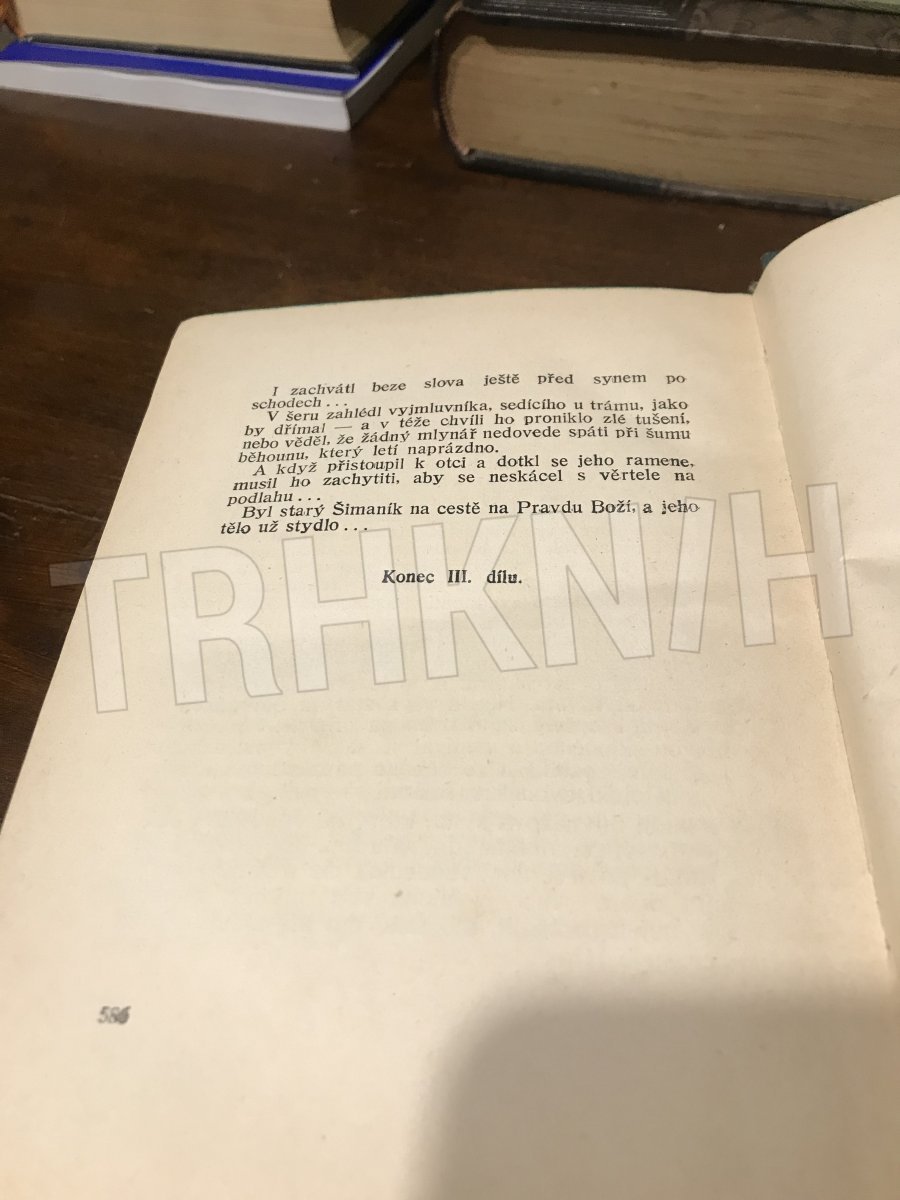 I zachvátl beze slova ještě před synem po
schodech...
V šeru zahlédl vyjmluvníka, sedícího u trámu, jako
by dřímal — a v téže chvíli ho proniklo zlé tušení,
nebo věděl, že žádný mlynář nedovede spáti při šumu
běhounu, který letí naprázdno.
A když přistoupil k otci a dotkl se jeho ramene,
musil ho zachytiti, aby se neskácel s věrtele na
podlahu...
Byl starý Šimaník na cestě na Pravdu Boží, a jeho
tělo už stydlo...
Konec III. dílu.
TRHKNIH
586